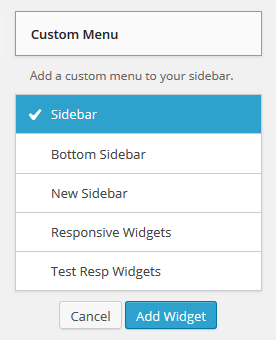 Custom Menu
Add a custom menu to your sidebar.
Sidebar
Bottom Sidebar
New Sidebar
Responsive Widgets
Test Resp Widgets
Cancel Add Widget